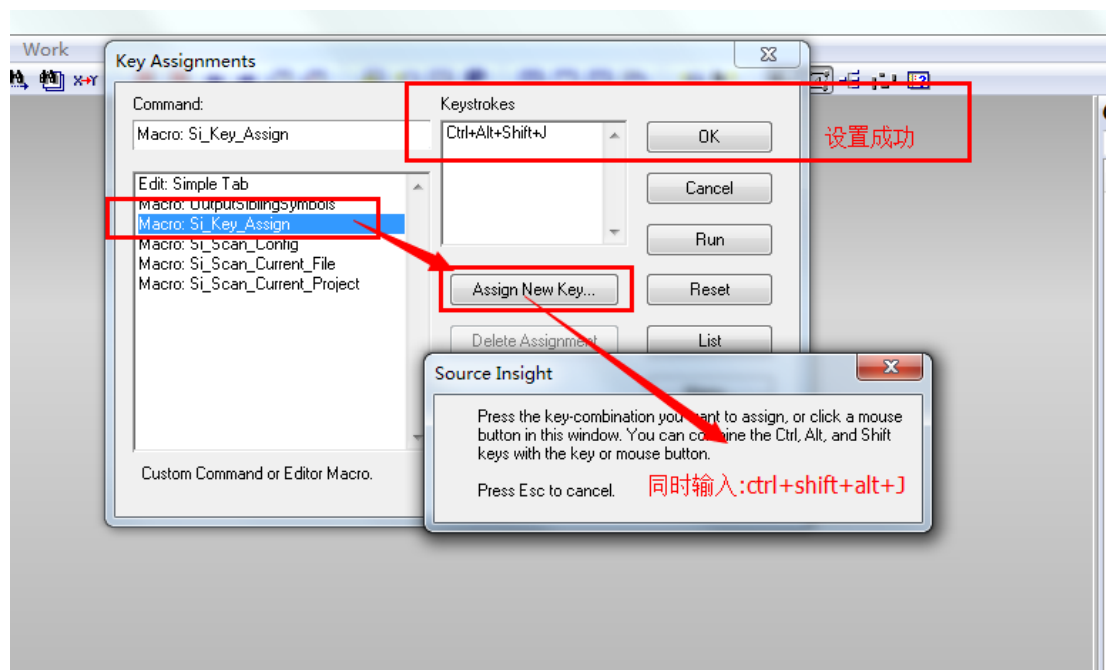 Work
Key Assignments
Command:
Keystrokes
Macro: Si_Key_Assign
Ctrl+Alt+Shift+J
OK
设置成功
Edit: Simple Tab
Macro: OutputSiblingSymbols
Macro: Si_Key_Assign
Macro: Si_Scan_Config
Macro: Si_Scan_Current_File
Macro: Si_Scan_Current_Project
Cancel
Run
Assign New Key...
Reset
Delete Assignment
List
Source Insight
Press the key-combination you want to assign, or click a mouse
button in this window. You can combine the Ctrl, Alt, and Shift
keys with the key or mouse button.
Press Esc to cancel.
同时输入:ctrl+shift+alt+J
Custom Command or Editor Macro.